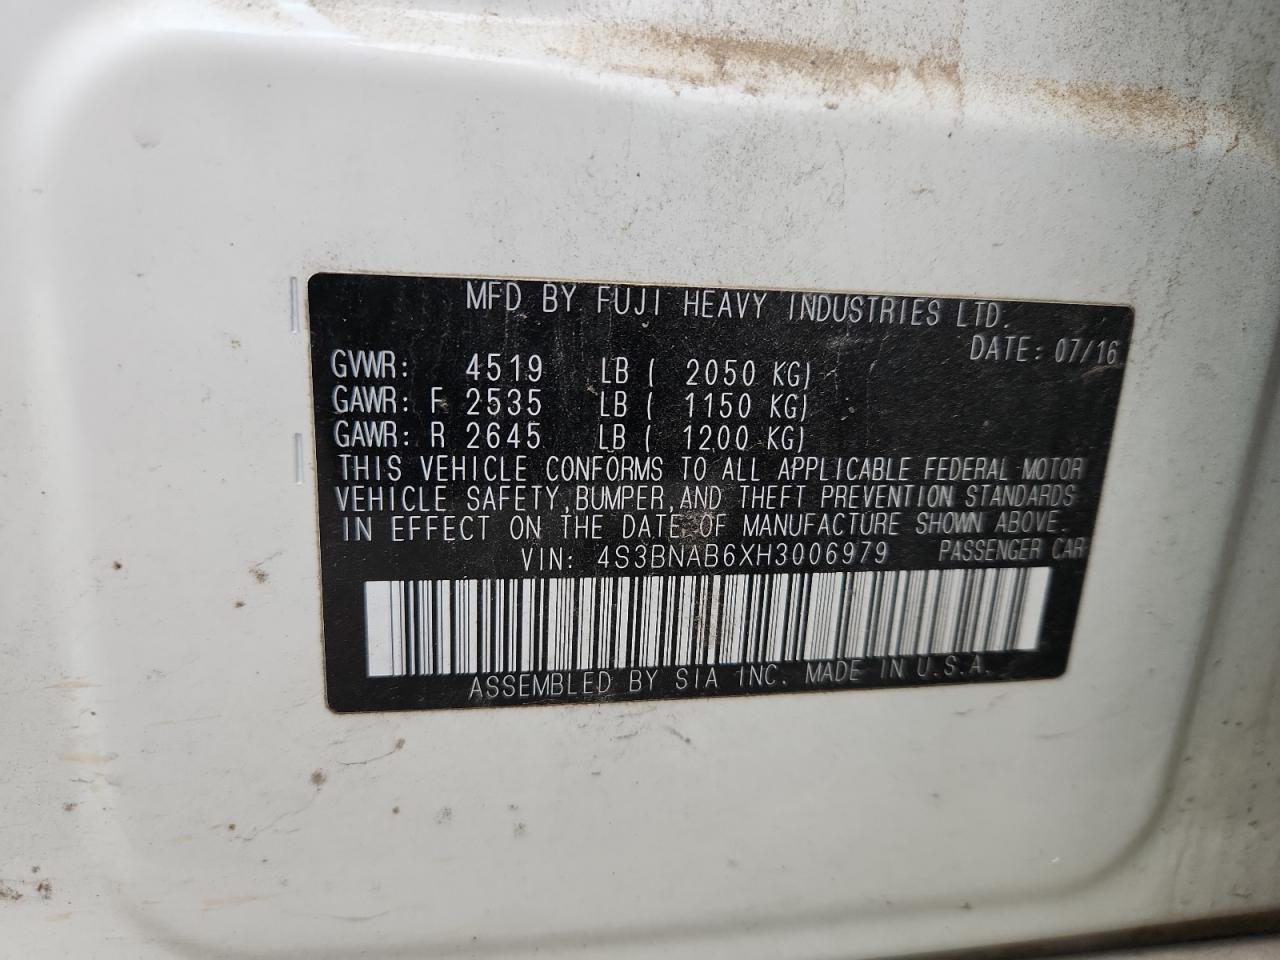 MFD BY FUJI HEAVY INDUSTRIES LTD.
DATE: 07/16
GVWR: 4519 LB ( 2050 KG)
GAWR: F 2535 LB ( 1150 KG)
GAWR: R 2645 LB ( 1200 KG)
THIS VEHICLE CONFORMS TO ALL APPLICABLE FEDERAL MOTOR
VEHICLE SAFETY, BUMPER, AND THEFT PREVENTION STANDARDS
IN EFFECT ON THE DATE OF MANUFACTURE SHOWN ABOVE.
VIN: 4S3BNAB6XH3006979 PASSENGER CAR
ASSEMBLED BY SIA INC. MADE IN U.S.A.